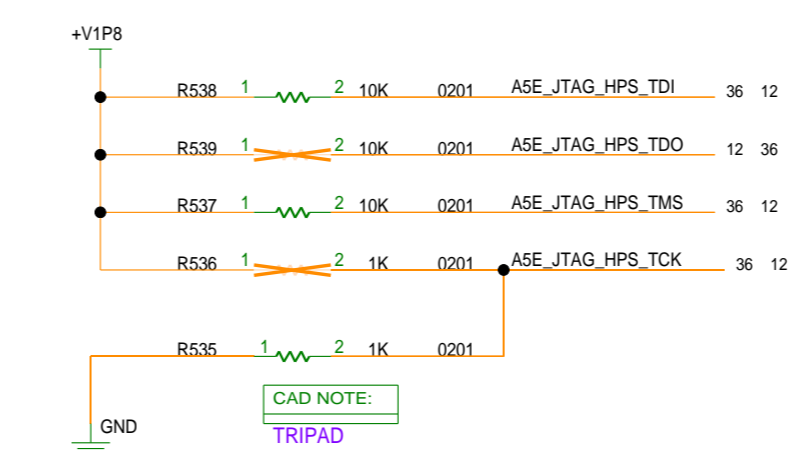 +V1P8
R538 1 2 10K 0201 A5E_JTAG_HPS_TDI 36 12
R539 1 2 10K 0201 A5E_JTAG_HPS_TDO 12 36
R537 1 2 10K 0201 A5E_JTAG_HPS_TMS 36 12
R536 1 2 1K 0201 A5E_JTAG_HPS_TCK 36 12
R535 1 2 1K 0201
CAD NOTE:
GND
TRIPAD